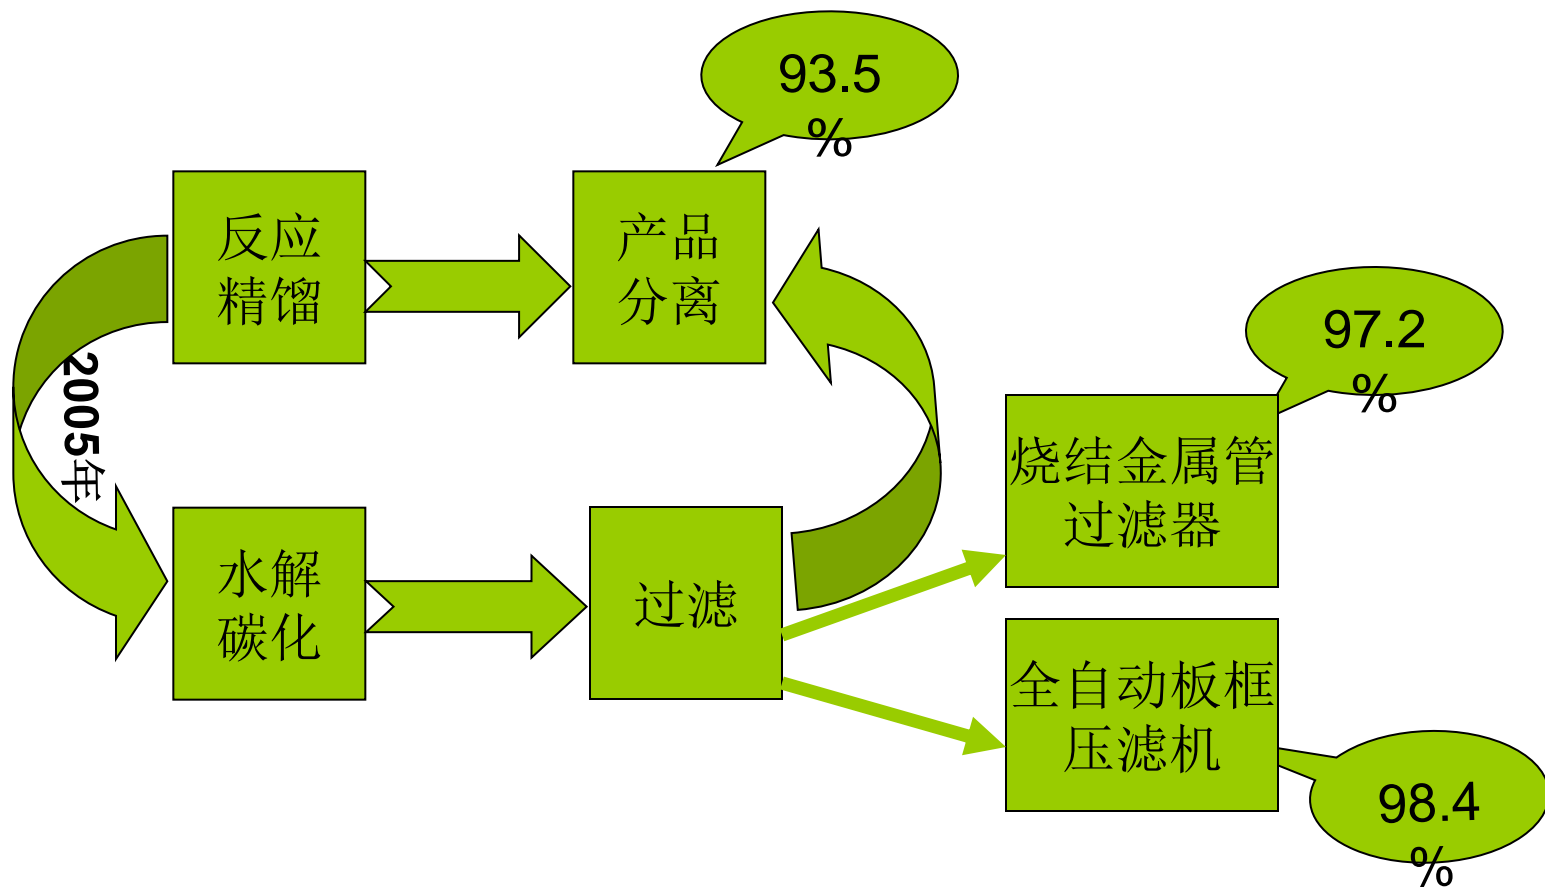 93.5
%
反应
精馏
产品
分离
2005年
97.2
%
烧结金属管
过滤器
水解
碳化
过滤
全自动板框
压滤机
98.4
%